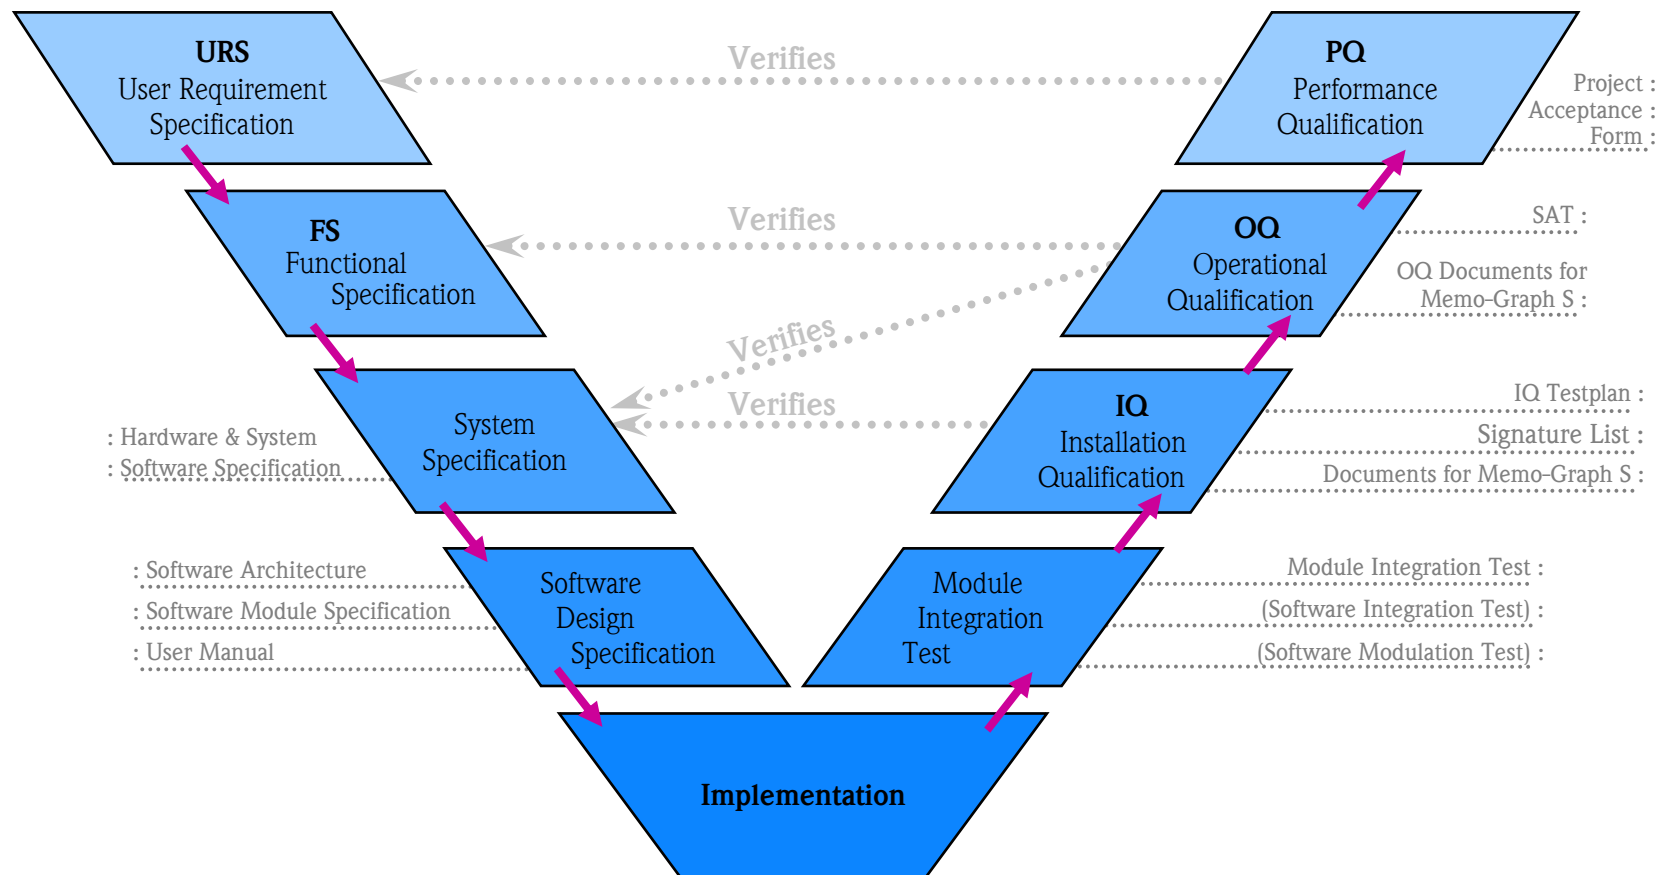 URS
User Requirement
Specification
Verifies
PQ
Performance
Qualification
Project :
Acceptance :
Form :
FS
Functional
Specification
Verifies
OQ
Operational
Qualification
SAT :
OQ Documents for
Memo-Graph S :
Verifies
: Hardware & System
: Software Specification
System
Specification
Verifies
IQ
Installation
Qualification
IQ Testplan :
Signature List :
Documents for Memo-Graph S :
: Software Architecture
: Software Module Specification
: User Manual
Software
Design
Specification
Module
Integration
Test
Module Integration Test :
(Software Integration Test) :
(Software Modulation Test) :
Implementation